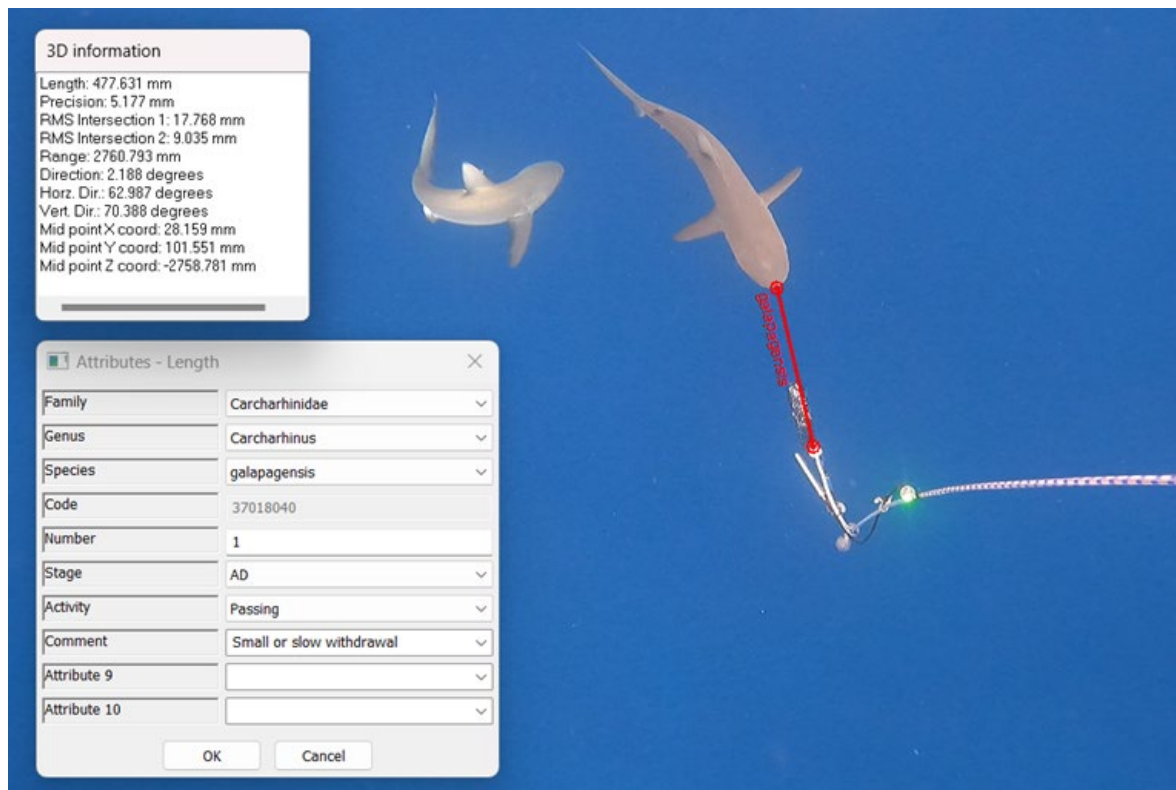 3D information
Length: 477.631 mm
Precision: 5.177 mm
RMS Intersection 1: 17.768 mm
RMS Intersection 2: 9.035 mm
Range: 2760.793 mm
Direction: 2.188 degrees
Horz. Dir.: 62.987 degrees
Vert. Dir.: 70.388 degrees
Mid point X coord: 28.159 mm
Mid point Y coord: 101.551 mm
Mid point Z coord: -2758.781 mm
galapagensis
Attributes - Length
Family Carcharhinidae
Genus Carcharhinus
Species galapagensis
Code 37018040
Number 1
Stage AD
Activity Passing
Comment Small or slow withdrawal
Attribute 9
Attribute 10
OK Cancel